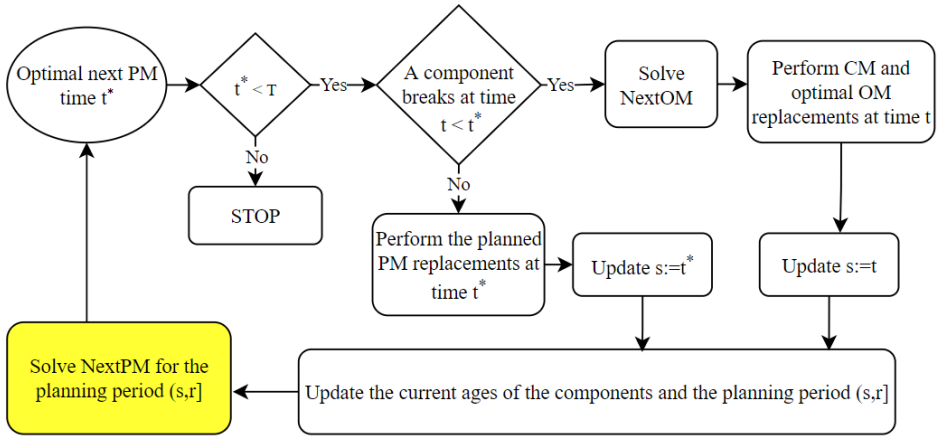 Optimal next PM
time t*
t* < T
Yes
A component
breaks at time
t < t*
Yes
Solve
NextOM
Perform CM and
optimal OM
replacements at time t
No
STOP
No
Perform the planned
PM replacements at
time t*
Update s:=t*
Update s:=t
Solve NextPM for the
planning period (s,r]
Update the current ages of the components and the planning period (s,r]